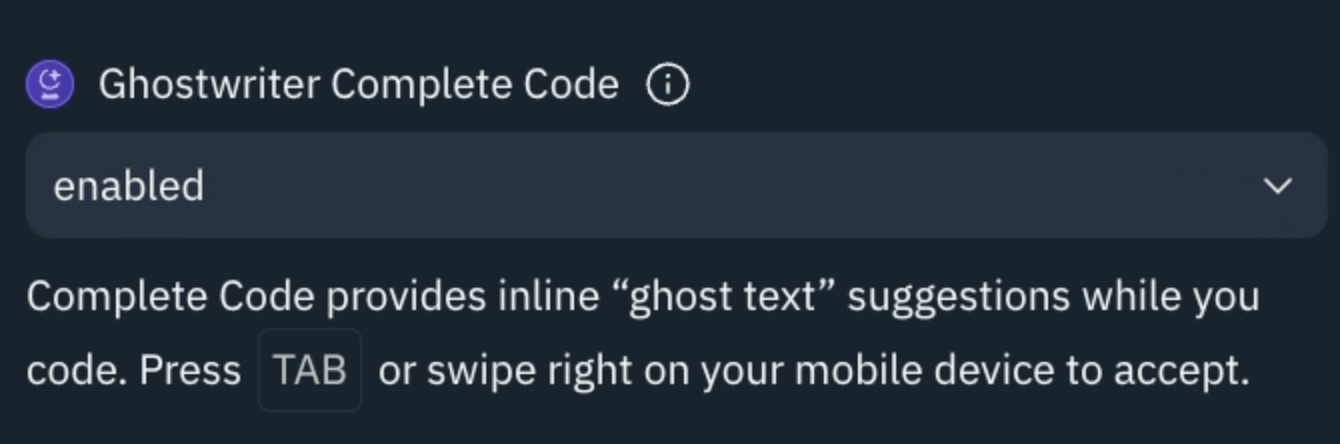 Ghostwriter Complete Code
enabled
Complete Code provides inline “ghost text” suggestions while you
code. Press TAB or swipe right on your mobile device to accept.